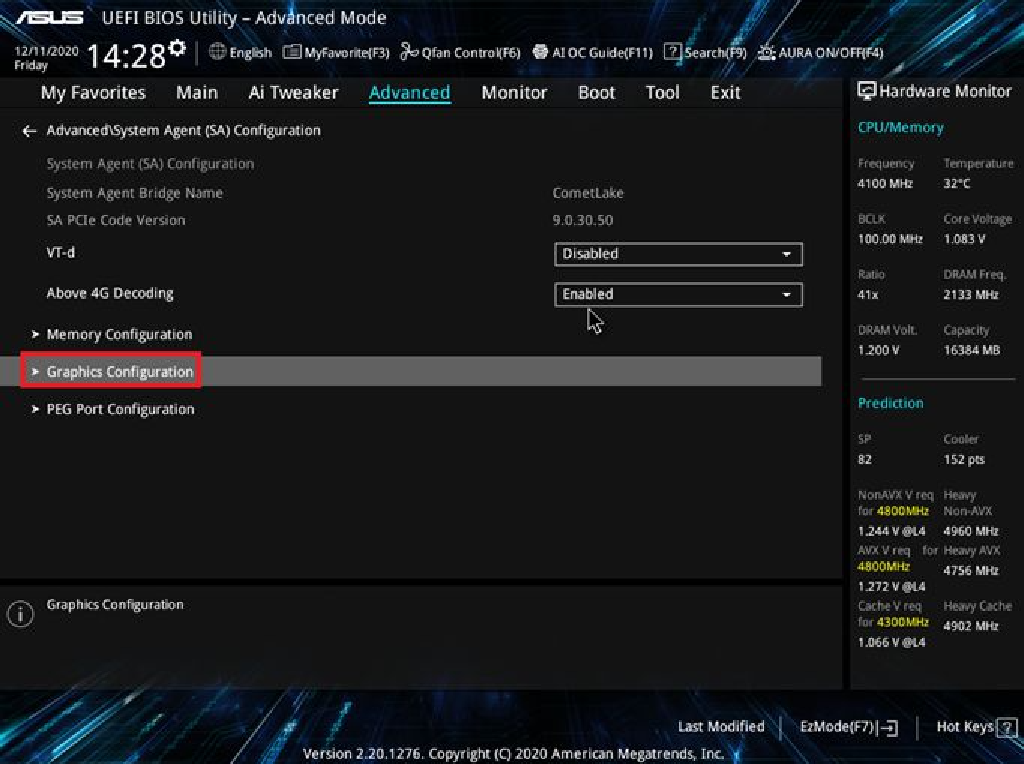 ASUS UEFI BIOS Utility – Advanced Mode
12/11/2020
Friday
14:28
English MyFavorite(F3) Qfan Control(F6) AI OC Guide(F11) ? Search(F9) AURA ON/OFF(F4)
My Favorites Main Ai Tweaker Advanced Monitor Boot Tool Exit
← Advanced\System Agent (SA) Configuration
System Agent (SA) Configuration
System Agent Bridge Name CometLake
SA PCIe Code Version 9.0.30.50
VT-d Disabled
Above 4G Decoding Enabled
> Memory Configuration
> Graphics Configuration
> PEG Port Configuration
i Graphics Configuration
Hardware Monitor
CPU/Memory
Frequency Temperature
4100 MHz 32°C
BCLK Core Voltage
100.00 MHz 1.083 V
Ratio DRAM Freq.
41x 2133 MHz
DRAM Volt. Capacity
1.200 V 16384 MB
Prediction
SP Cooler
82 152 pts
NonAVX V req Heavy
for 4800MHz Non-AVX
1.244 V @L4 4960 MHz
AVX V req for Heavy AVX
4800MHz 4756 MHz
1.272 V @L4
Cache V req Heavy Cache
for 4300MHz 4902 MHz
1.066 V @L4
Last Modified EzMode(F7) Hot Keys ?
Version 2.20.1276. Copyright (C) 2020 American Megatrends, Inc.